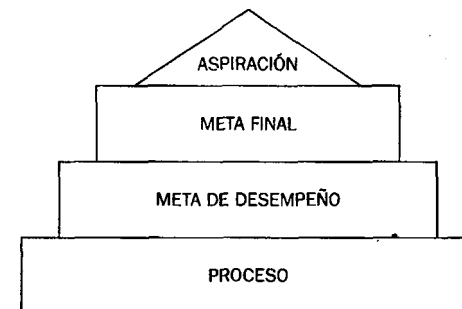 ASPIRACIÓN
META FINAL
META DE DESEMPEÑO
PROCESO